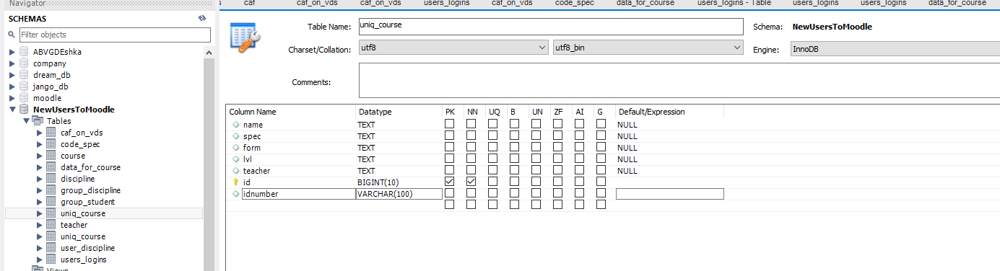 Navigator
s caf caf_on_vds caf_on_vds users_logins caf_on_vds code_spec data_for_course users_logins - Table users_logins users_logins data_for_course
SCHEMAS
Filter objects
ABVGDEshka
company
dream_db
jango_db
moodle
NewUsersToMoodle
Tables
caf_on_vds
code_spec
course
data_for_course
discipline
group_discipline
group_student
uniq_course
teacher
uniq_course
user_discipline
users_logins
Views
Table Name: uniq_course Schema: NewUsersToMoodle
Charset/Collation: utf8 utf8_bin Engine: InnoDB
Comments:
Column Name Datatype PK NN UQ B UN ZF AI G Default/Expression
name TEXT NULL
spec TEXT NULL
form TEXT NULL
lvl TEXT NULL
teacher TEXT NULL
id BIGINT(10)
idnumber VARCHAR(100)